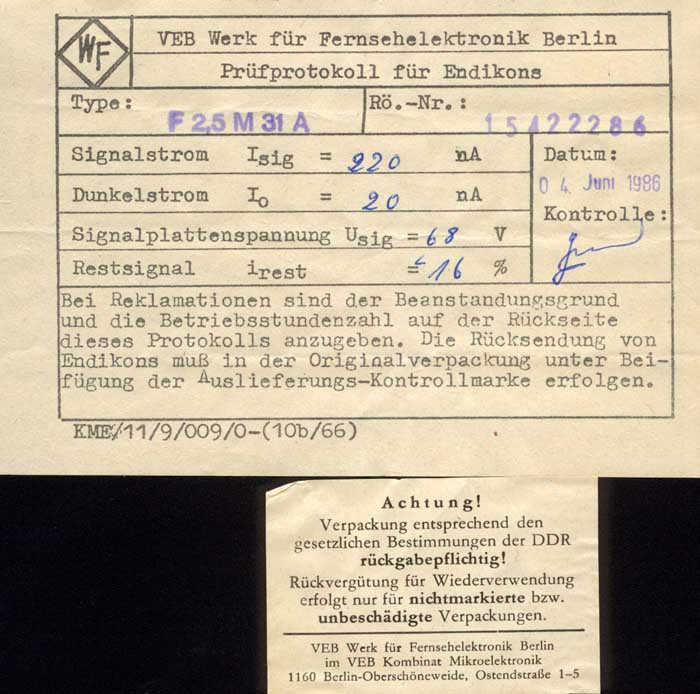 WF
VEB Werk für Fernsehelektronik Berlin
Prüfprotokoll für Endikons
Type: F 2,5 M 31 A Rö.-Nr.: 15422286
Signalstrom Isig = 220 nA
Dunkelstrom Io = 20 nA
Signalplattenspannung Usig = 68 V
Restsignal irest = 16 %
Datum:
04. Juni 1986
Kontrolle:
Bei Reklamationen sind der Beanstandungsgrund
und die Betriebsstundenzahl auf der Rückseite
dieses Protokolls anzugeben. Die Rücksendung von
Endikons muß in der Originalverpackung unter Bei-
fügung der Auslieferungs-Kontrollmarke erfolgen.
KME/11/9/009/0-(10b/66)
Achtung!
Verpackung entsprechend den
gesetzlichen Bestimmungen der DDR
rückgabepflichtig!
Rückvergütung für Wiederverwendung
erfolgt nur für nichtmarkierte bzw.
unbeschädigte Verpackungen.
VEB Werk für Fernsehelektronik Berlin
im VEB Kombinat Mikroelektronik
1160 Berlin-Oberschöneweide, Ostendstraße 1-5